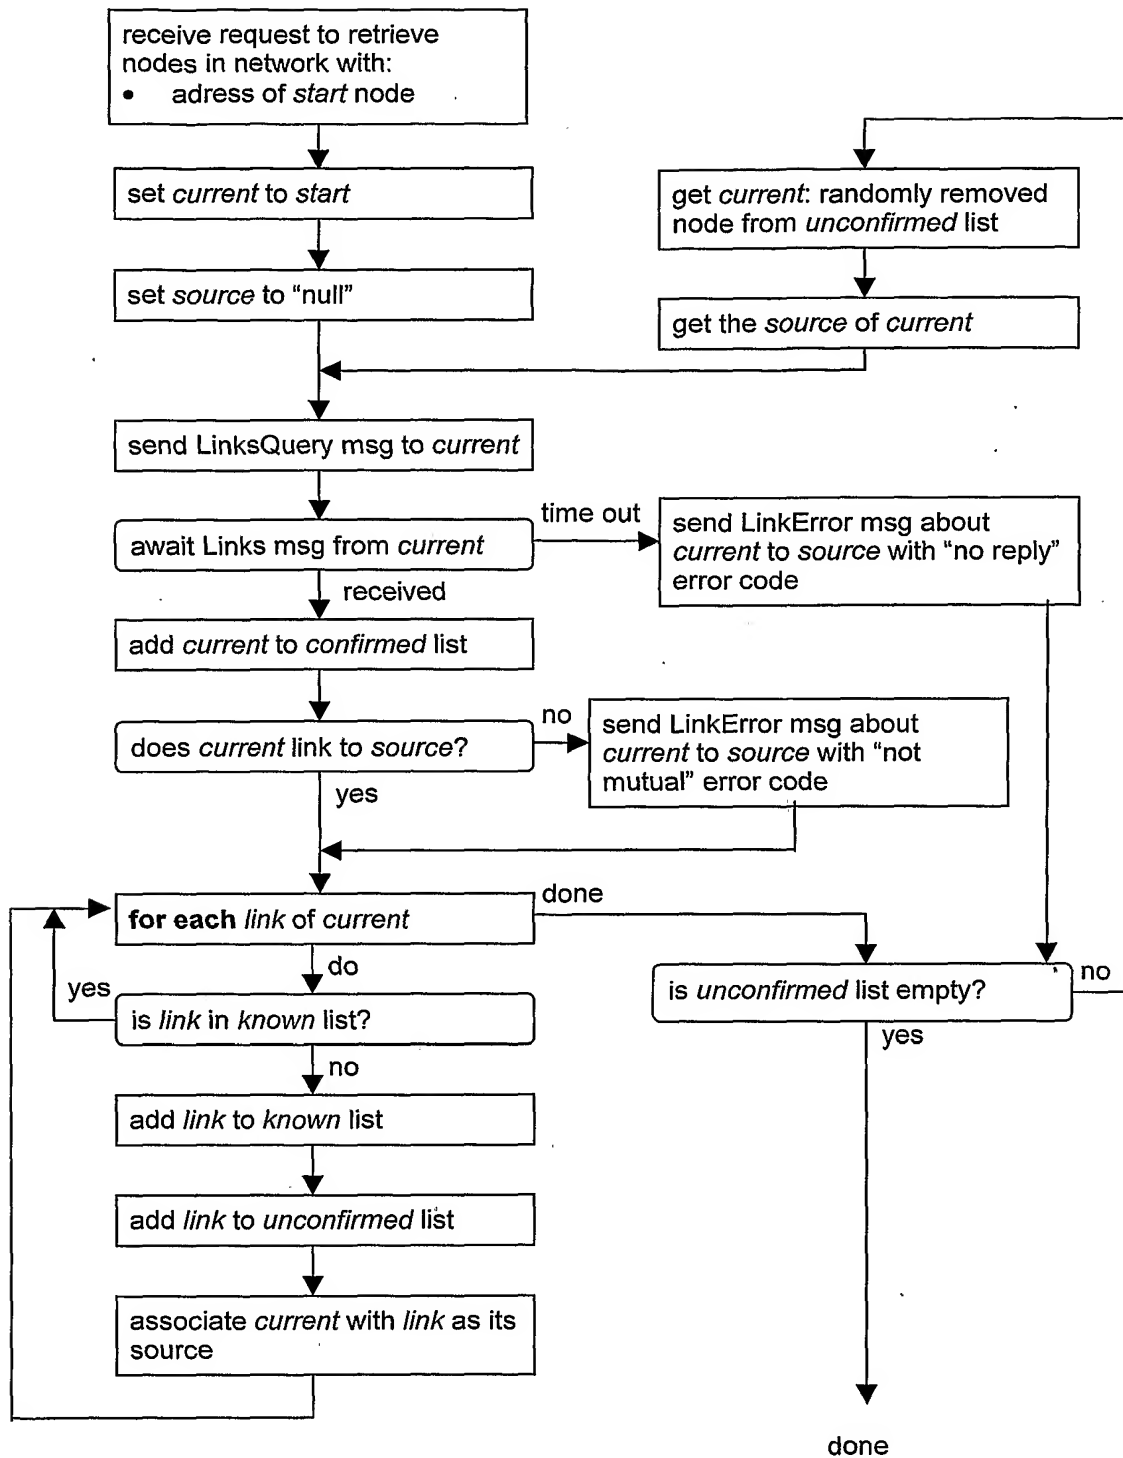 receive request to retrieve
nodes in network with:
• adress of start node
set current to start
set source to “null”
get current: randomly removed
node from unconfirmed list
get the source of current
send LinksQuery msg to current
await Links msg from current
time out
send LinkError msg about
current to source with “no reply”
error code
received
add current to confirmed list
does current link to source?
no
send LinkError msg about
current to source with “not
mutual” error code
yes
for each link of current
done
do
yes
is link in known list?
no
add link to known list
add link to unconfirmed list
associate current with link as its
source
is unconfirmed list empty?
no
yes
done